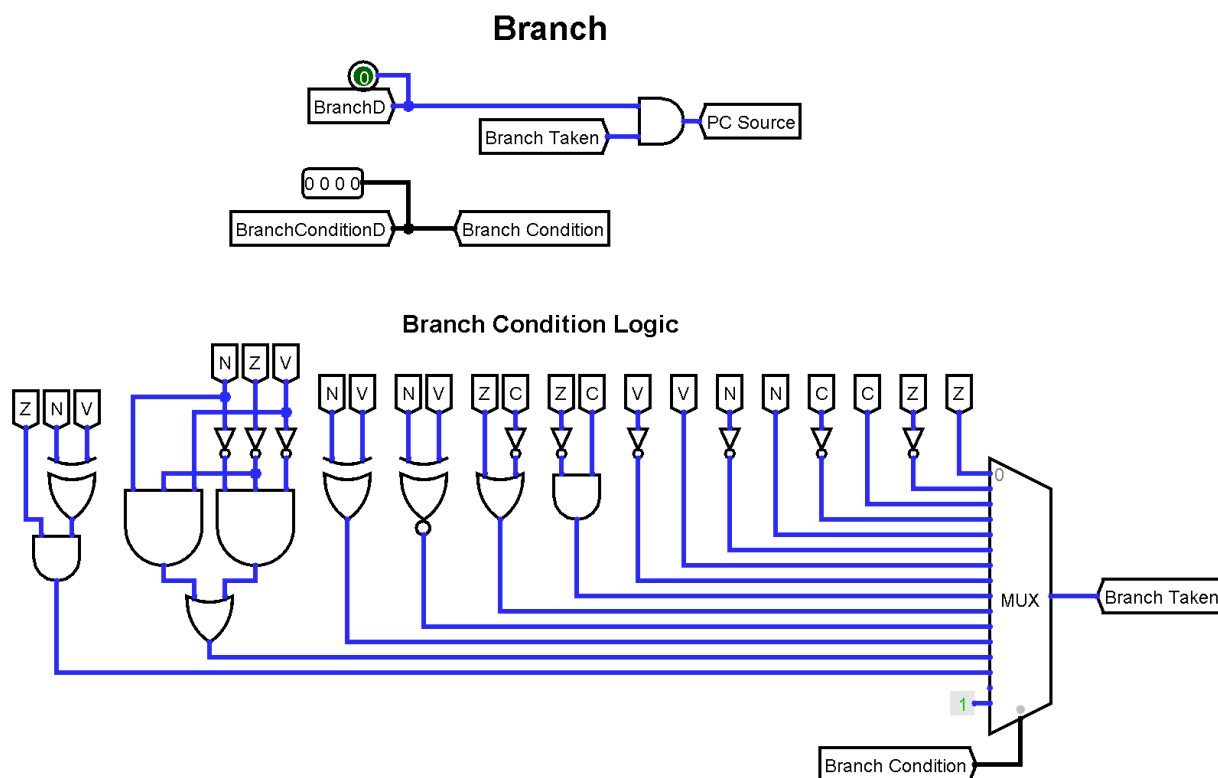 Branch
0
BranchD
Branch Taken
PC Source
0 0 0 0
BranchConditionD
Branch Condition
Branch Condition Logic
N Z V
Z N V
N V
N V
Z C
Z C
V
V
N
N
C
C
Z
Z
0
MUX
Branch Taken
1
Branch Condition